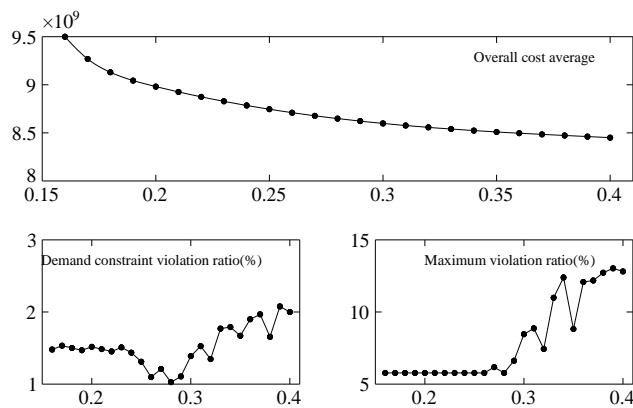 ×10⁹
9.5
Overall cost average
9
8.5
8
0.15 0.2 0.25 0.3 0.35 0.4
3
Demand constraint violation ratio(%)
2
1
0.2 0.3 0.4
15
Maximum violation ratio(%)
10
5
0.2 0.3 0.4